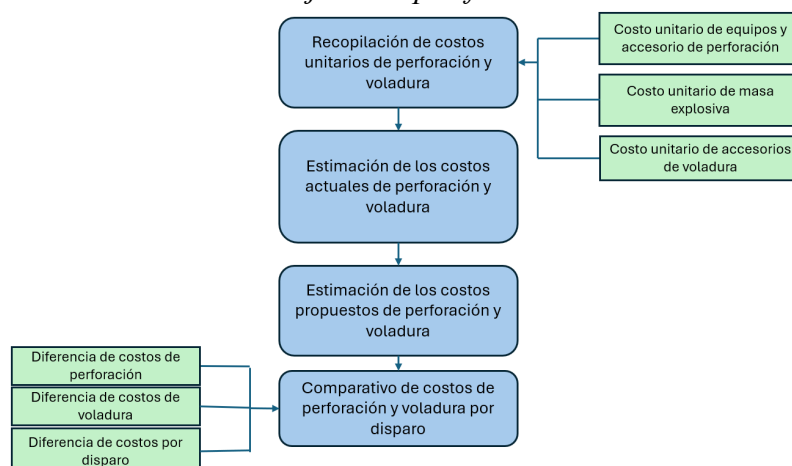 Recopilación de costos
unitarios de perforación y
voladura
Costo unitario de equipos y
accesorio de perforación
Costo unitario de masa
explosiva
Costo unitario de accesorios
de voladura
Estimación de los costos
actuales de perforación y
voladura
Estimación de los costos
propuestos de perforación y
voladura
Diferencia de costos de
perforación
Diferencia de costos de
voladura
Diferencia de costos por
disparo
Comparativo de costos de
perforación y voladura por
disparo